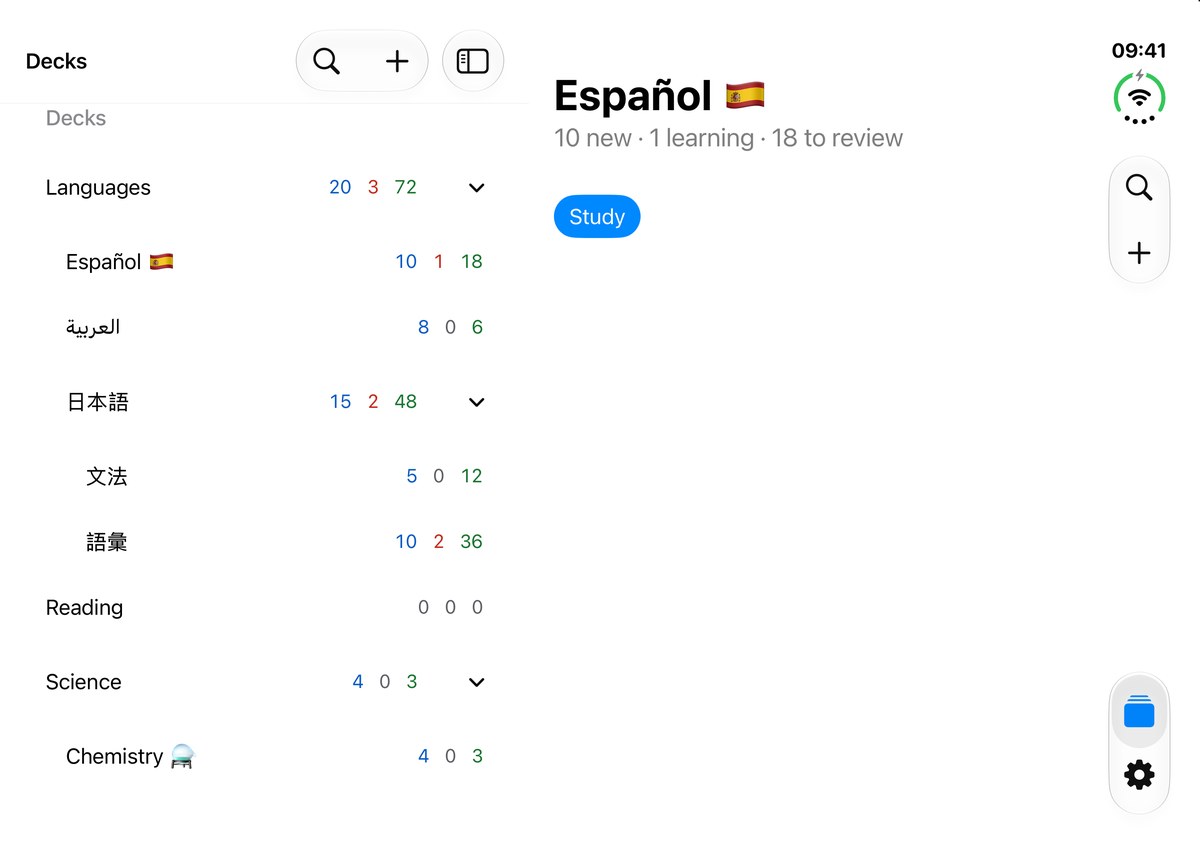 Decks
Decks
Languages 20 3 72
Español 🇪🇸 10 1 18
العربية 8 0 6
日本語 15 2 48
文法 5 0 12
語彙 10 2 36
Reading 0 0 0
Science 4 0 3
Chemistry 4 0 3
Español 🇪🇸
10 new · 1 learning · 18 to review
Study
09:41